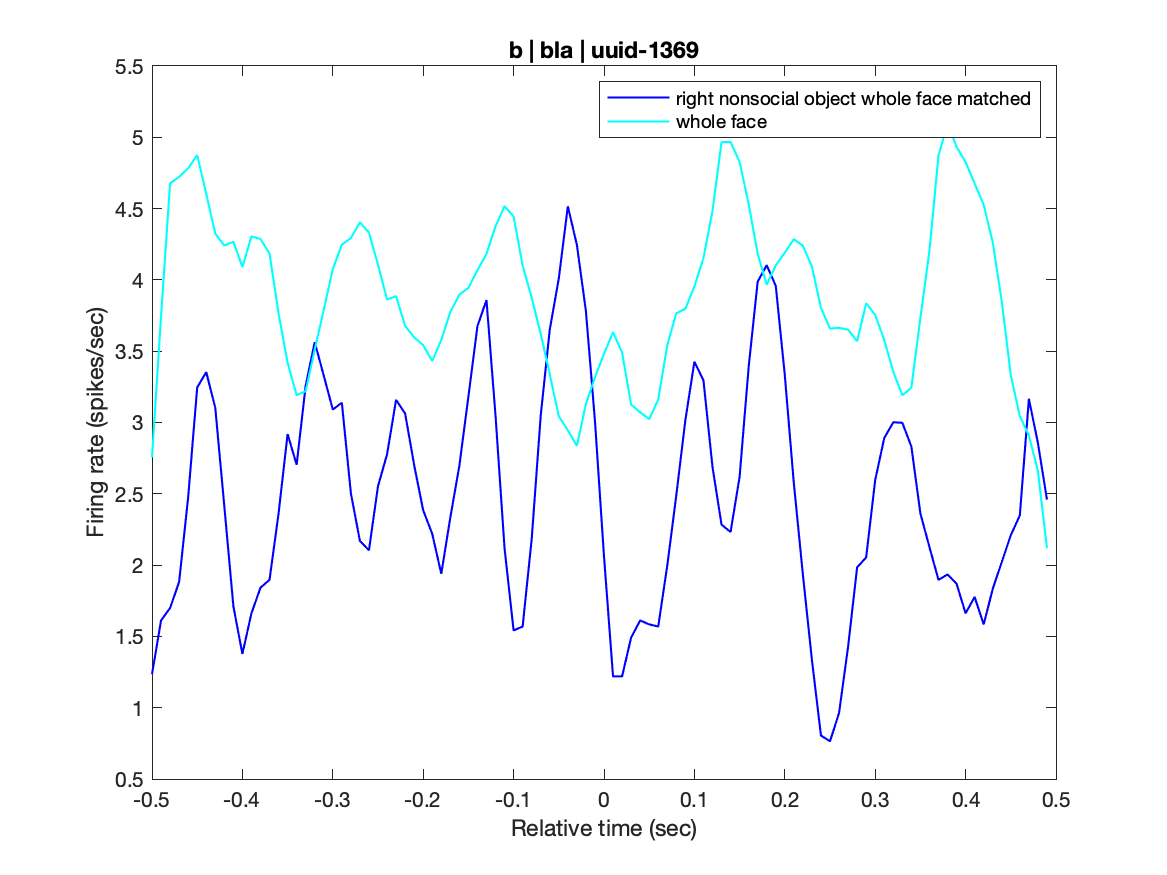 b | bla | uuid-1369
right nonsocial object whole face matched
whole face
5.5
5
4.5
4
3.5
3
2.5
2
1.5
1
0.5
Firing rate (spikes/sec)
-0.5 -0.4 -0.3 -0.2 -0.1 0 0.1 0.2 0.3 0.4 0.5
Relative time (sec)